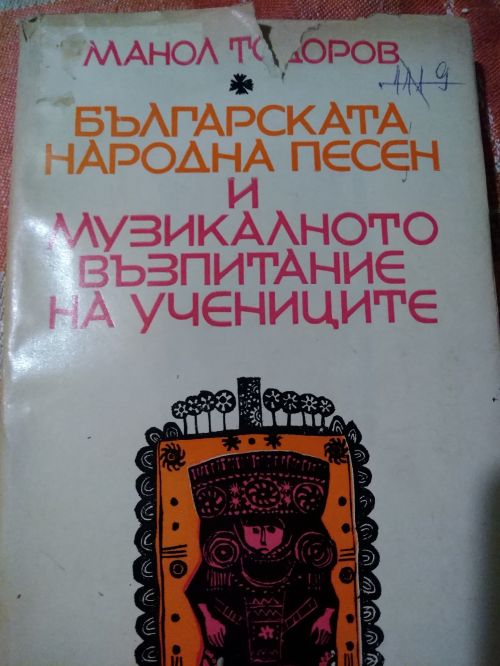 МАНОЛ ТОДОРОВ
БЪЛГАРСКАТА
НАРОДНА ПЕСЕН
И
МУЗИКАЛНОТО
ВЪЗПИТАНИЕ
НА УЧЕНИЦИТЕ